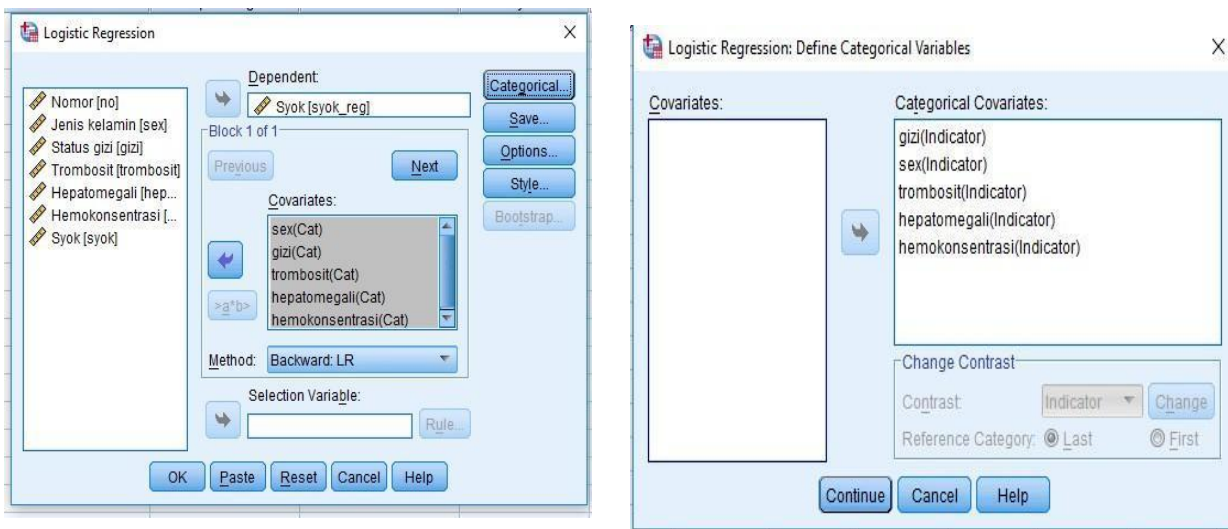 Logistic Regression
Nomor [no]
Jenis kelamin [sex]
Status gizi [gizi]
Trombosit [trombosit]
Hepatomegali [hep...
Hemokonsentrasi [...
Syok [syok]
Dependent:
Syok [syok_reg]
Block 1 of 1
Previous
Next
Covariates:
sex(Cat)
gizi(Cat)
trombosit(Cat)
hepatomegali(Cat)
hemokonsentrasi(Cat)
>a*b>
Method: Backward: LR
Selection Variable:
Rule...
Categorical...
Save...
Options...
Style...
Bootstrap...
OK Paste Reset Cancel Help
Logistic Regression: Define Categorical Variables
Covariates:
Categorical Covariates:
gizi(Indicator)
sex(Indicator)
trombosit(Indicator)
hepatomegali(Indicator)
hemokonsentrasi(Indicator)
Change Contrast
Contrast: Indicator Change
Reference Category: Last First
Continue Cancel Help